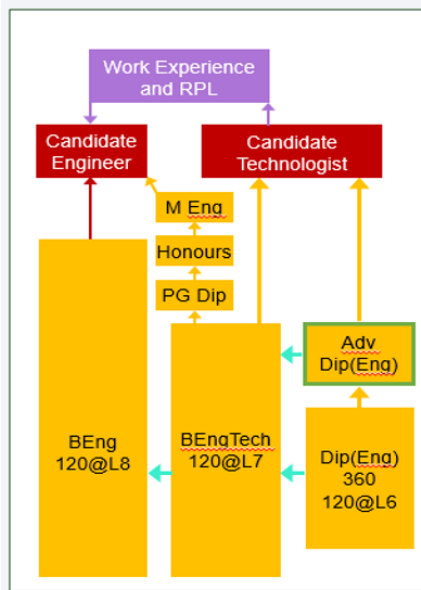 Work Experience
and RPL
Candidate
Engineer
Candidate
Technologist
M Eng
Honours
PG Dip
Adv
Dip(Eng)
BEng
120@L8
BEngTech
120@L7
Dip(Eng)
360
120@L6